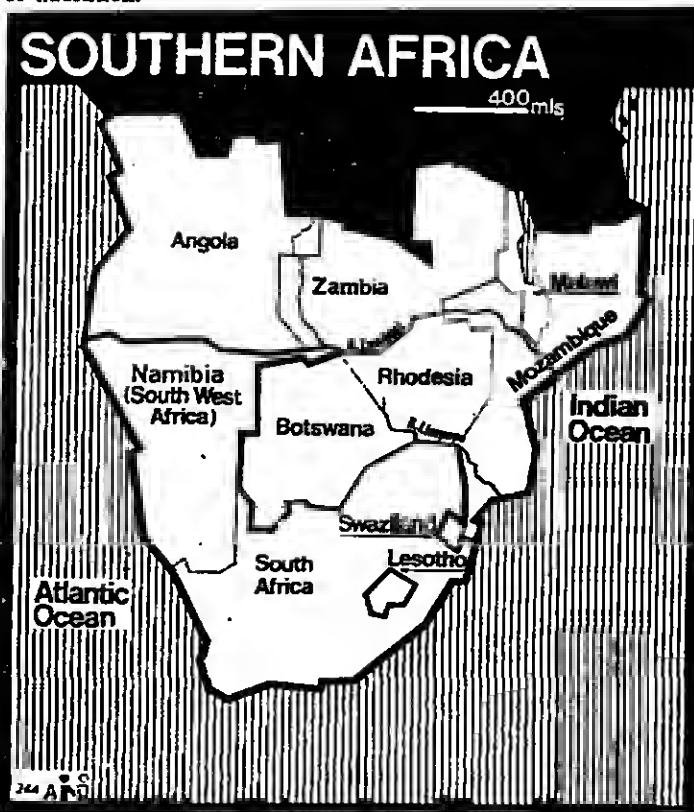 SOUTHERN AFRICA
400 mls
Angola
Zambia
Malawi
Mozambique
Namibia
(South West
Africa)
Rhodesia
Botswana
Indian
Ocean
Swaziland
Lesotho
South
Africa
Atlantic
Ocean